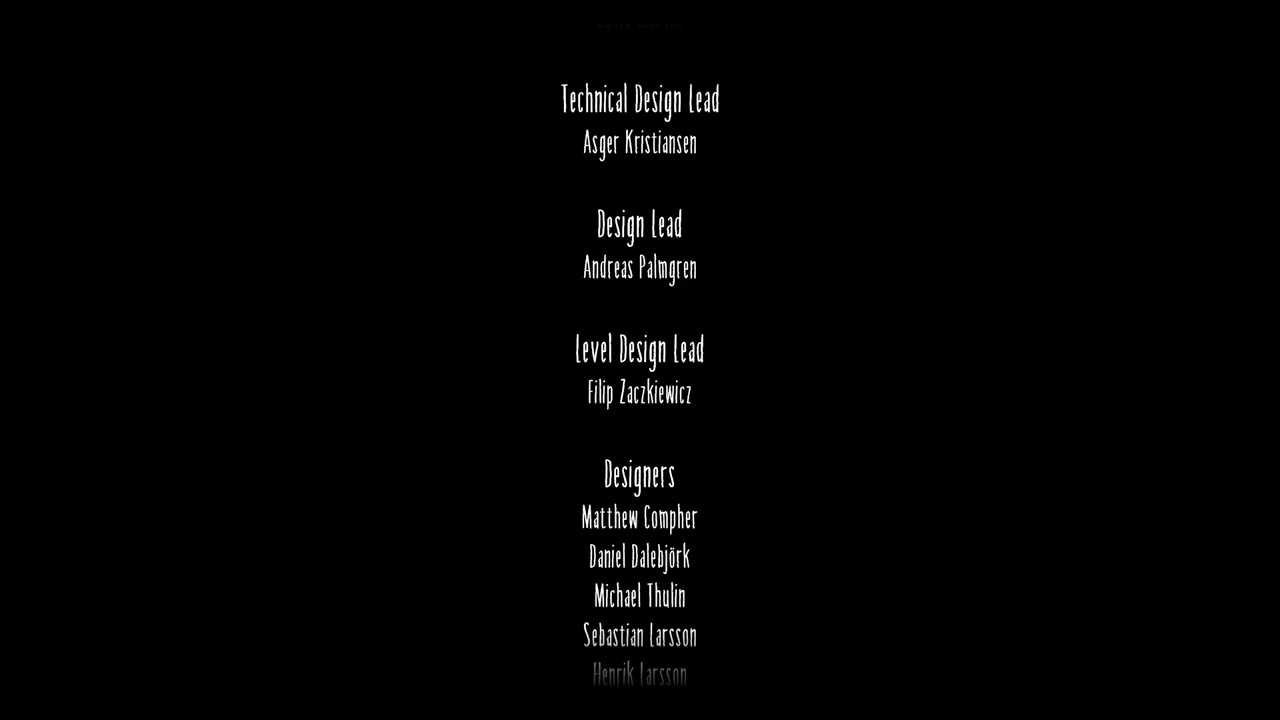 Technical Design Lead
Asger Kristiansen
Design Lead
Andreas Palmgren
Level Design Lead
Filip Zaczkiewicz
Designers
Matthew Compher
Daniel Dalebjörk
Michael Thulin
Sebastian Larsson
Henrik Larsson